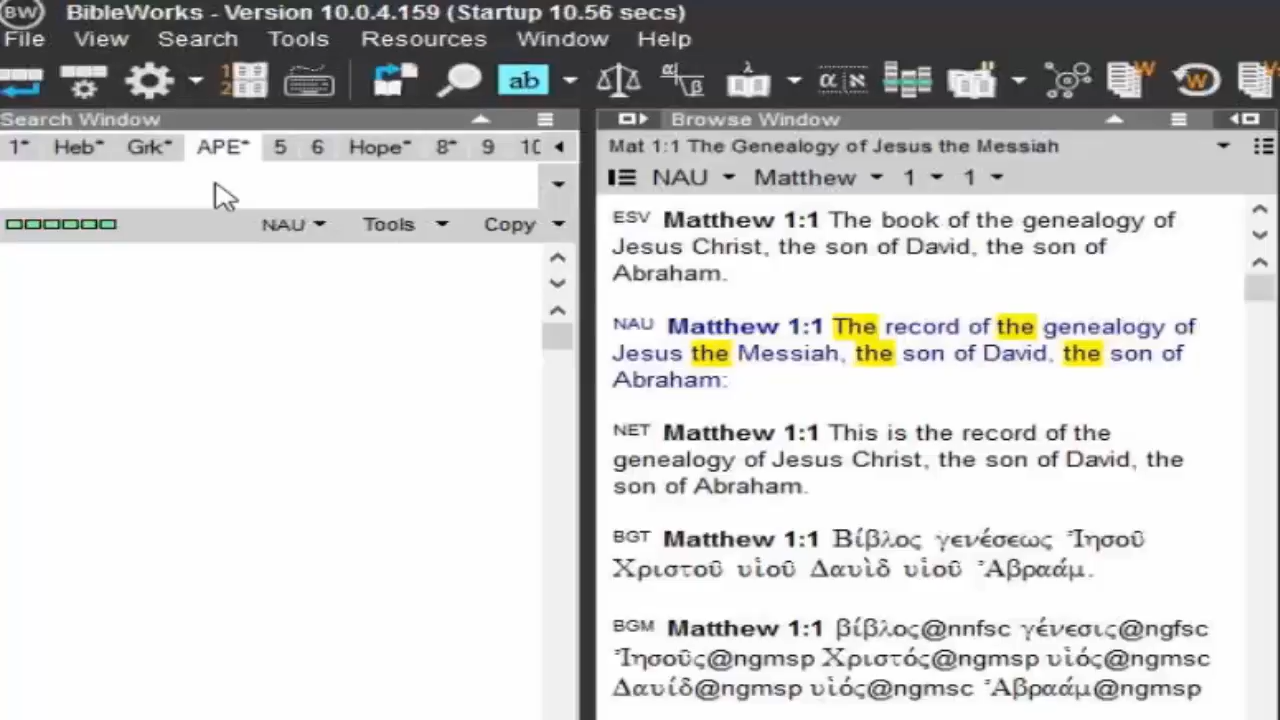 BW BibleWorks - Version 10.0.4.159 (Startup 10.56 secs)
File View Search Tools Resources Window Help
ab
Search Window
1* Heb* Grk* APE* 5 6 Hope* 8* 9
NAU Tools Copy
Browse Window
Mat 1:1 The Genealogy of Jesus the Messiah
NAU Matthew 1 1
ESV Matthew 1:1 The book of the genealogy of
Jesus Christ, the son of David, the son of
Abraham.
NAU Matthew 1:1 The record of the genealogy of
Jesus the Messiah, the son of David, the son of
Abraham:
NET Matthew 1:1 This is the record of the
genealogy of Jesus Christ, the son of David, the
son of Abraham.
BGT Matthew 1:1 Βίβλος γενέσεως Ἰησοῦ
Χριστοῦ υἱοῦ Δαυὶδ υἱοῦ Ἀβραάμ.
BGM Matthew 1:1 βίβλος@nnfsc γένεσις@ngfsc
Ἰησοῦς@ngmsp Χριστός@ngmsp υἱός@ngmsc
Δαυίδ@ngmsp υἱός@ngmsc Ἀβραάμ@ngmsp